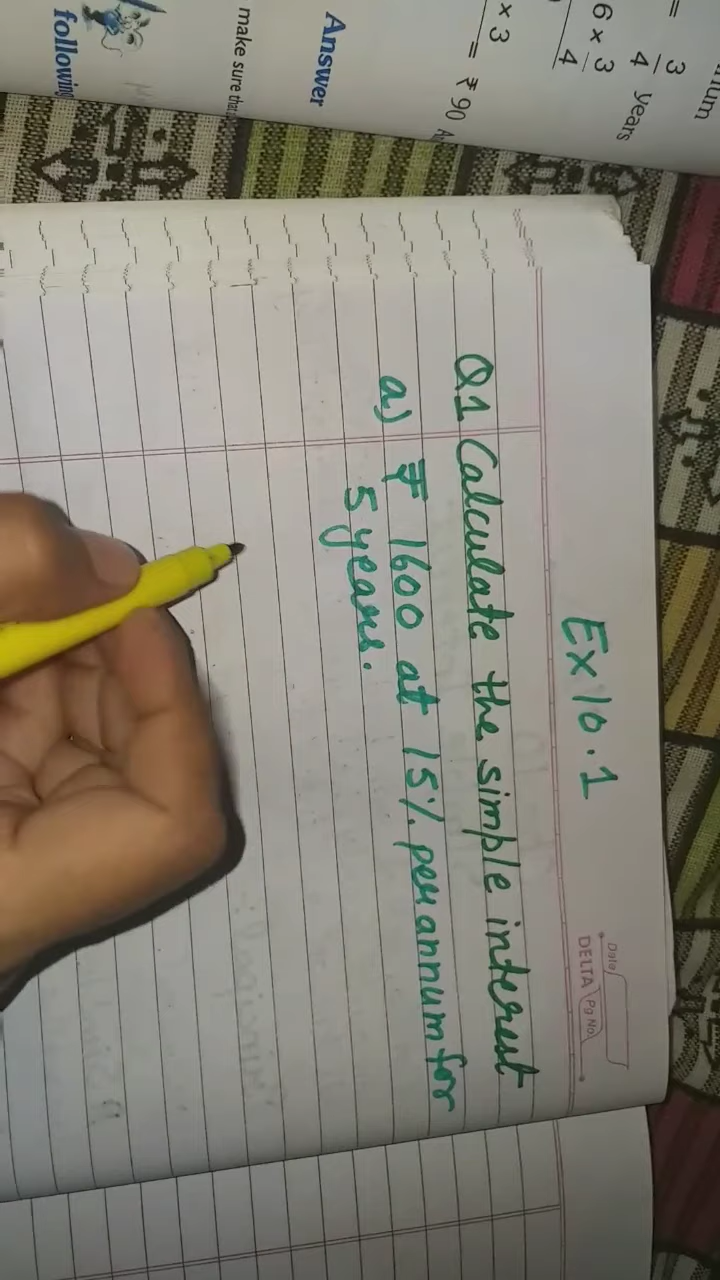 Ex 10.1
Date
DELTA Pg No.
Q1 Calculate the simple interest
a) ₹ 1600 at 15% per annum for
5 years.
= 3/4 years
6 × 3
4
× 3
= ₹ 90
Answer
make sure that
following